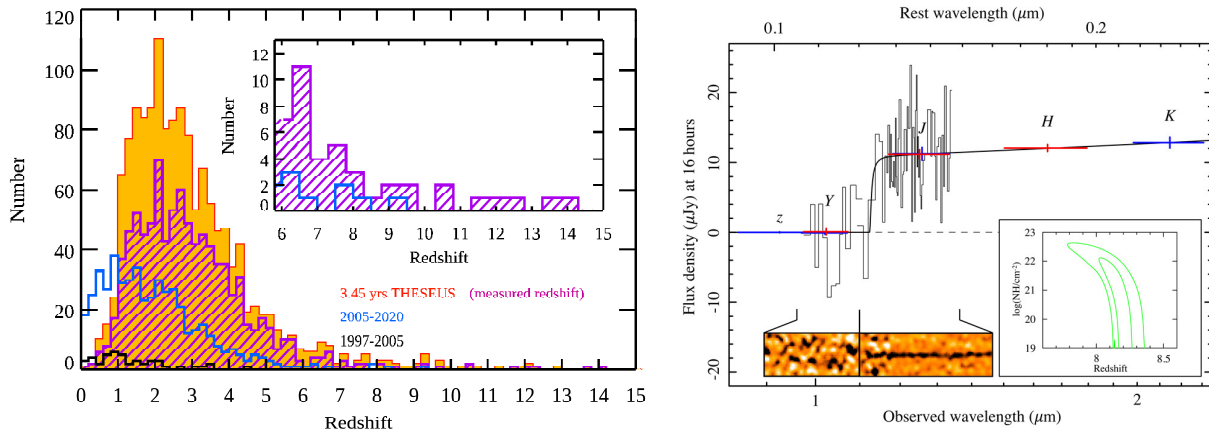 120
100
80
60
40
20
0
Number
0 1 2 3 4 5 6 7 8 9 10 11 12 13 14 15
Redshift
12
10
8
6
4
2
0
Number
6 7 8 9 10 11 12 13 14 15
Redshift
3.45 yrs THESEUS (measured redshift)
2005-2020
1997-2005
Rest wavelength (μm)
0.1 0.2
20
10
0
-10
-20
Flux density (μJy) at 16 hours
z Y J H K
23
22
21
20
19
log(NH/cm⁻²)
8 8.5
Redshift
1 2
Observed wavelength (μm)